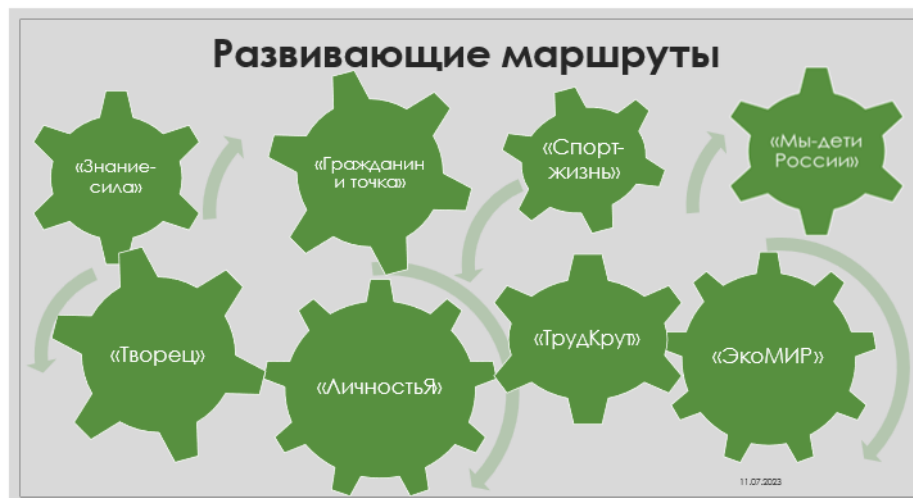 Развивающие маршруты
«Знание-
сила»
«Гражданин
и точка»
«Спорт-
жизнь»
«Мы-дети
России»
«Творец»
«ЛичностьЯ»
«ТрудКрут»
«ЭкоМИР»
11.07.2023